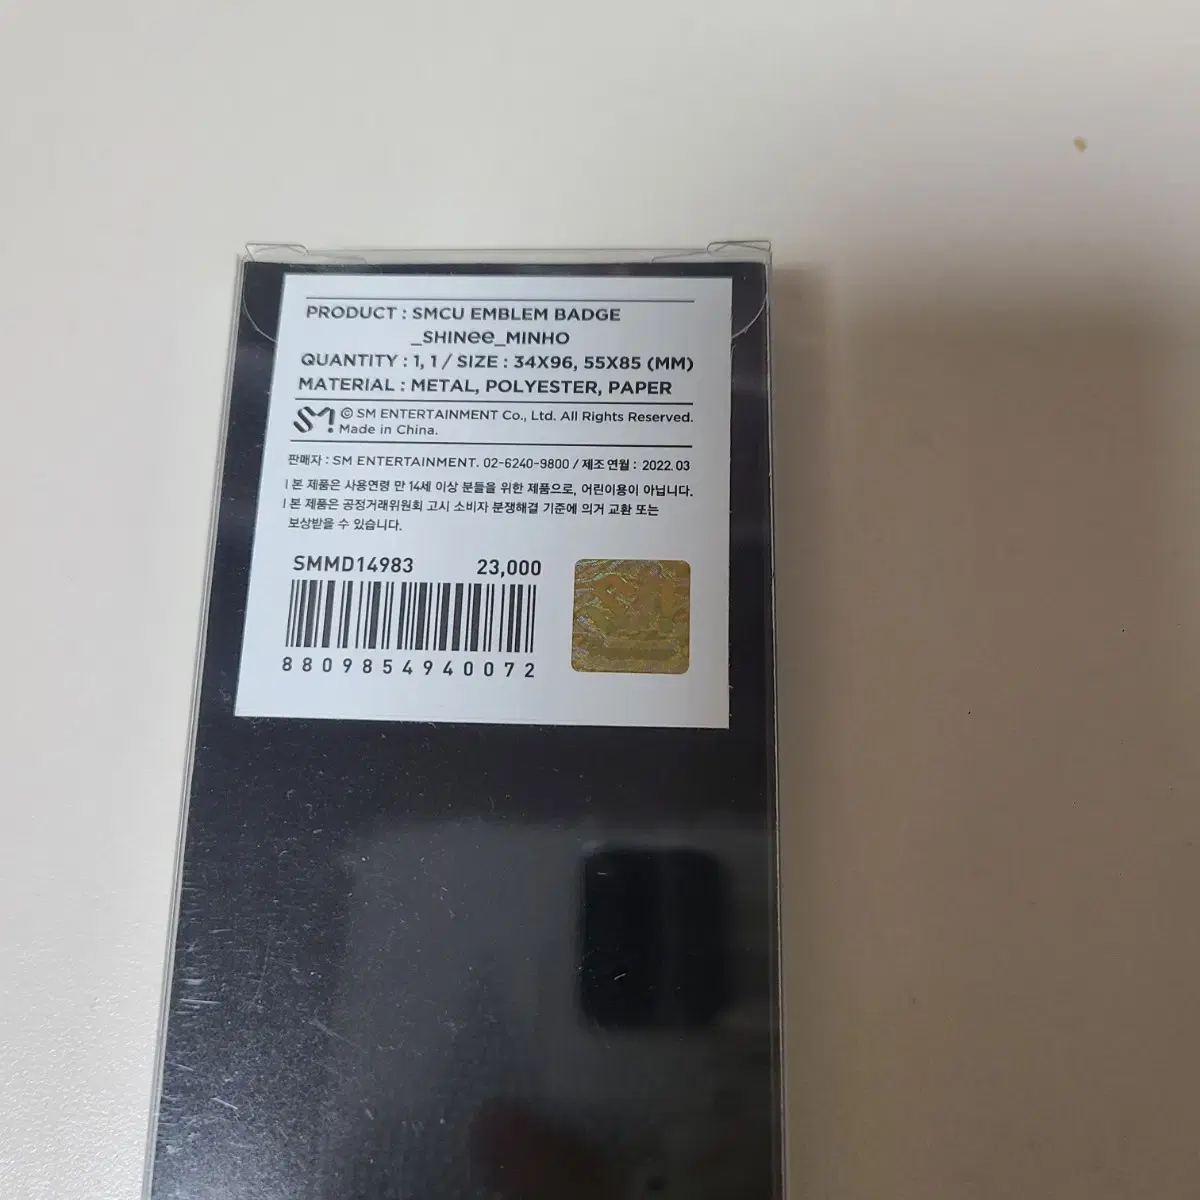 PRODUCT : SMCU EMBLEM BADGE
_SHINee_MINHO
QUANTITY : 1, 1 / SIZE : 34X96, 55X85 (MM)
MATERIAL : METAL, POLYESTER, PAPER
SM! © SM ENTERTAINMENT Co., Ltd. All Rights Reserved.
Made in China.
판매자 : SM ENTERTAINMENT. 02-6240-9800 / 제조연월 : 2022.03
| 본 제품은 사용연령 만 14세 이상 분들을 위한 제품으로, 어린이용이 아닙니다.
| 본 제품은 공정거래위원회 고시 소비자 분쟁해결 기준에 의거 교환 또는
보상받을 수 있습니다.
SMMD14983 23,000
8809854940072